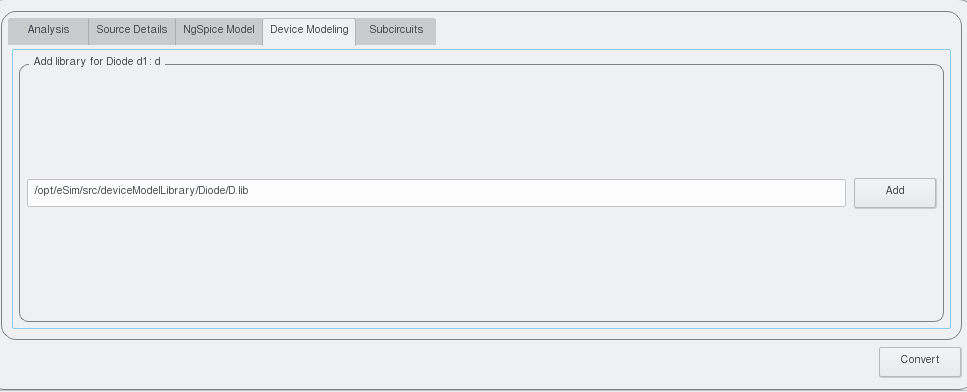 Analysis Source Details NgSpice Model Device Modeling Subcircuits
Add library for Diode d1: d
/opt/eSim/src/deviceModelLibrary/Diode/D.lib Add
Convert